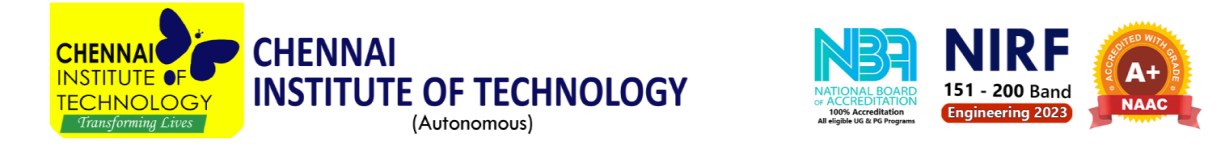 CHENNAI
INSTITUTE OF
TECHNOLOGY
Transforming Lives
CHENNAI
INSTITUTE OF TECHNOLOGY
(Autonomous)
NBA
NATIONAL BOARD
OF ACCREDITATION
100% Accreditation
All eligible UG & PG Programs
NIRF
151 - 200 Band
Engineering 2023
ACCREDITED WITH GRADE
A+
NAAC